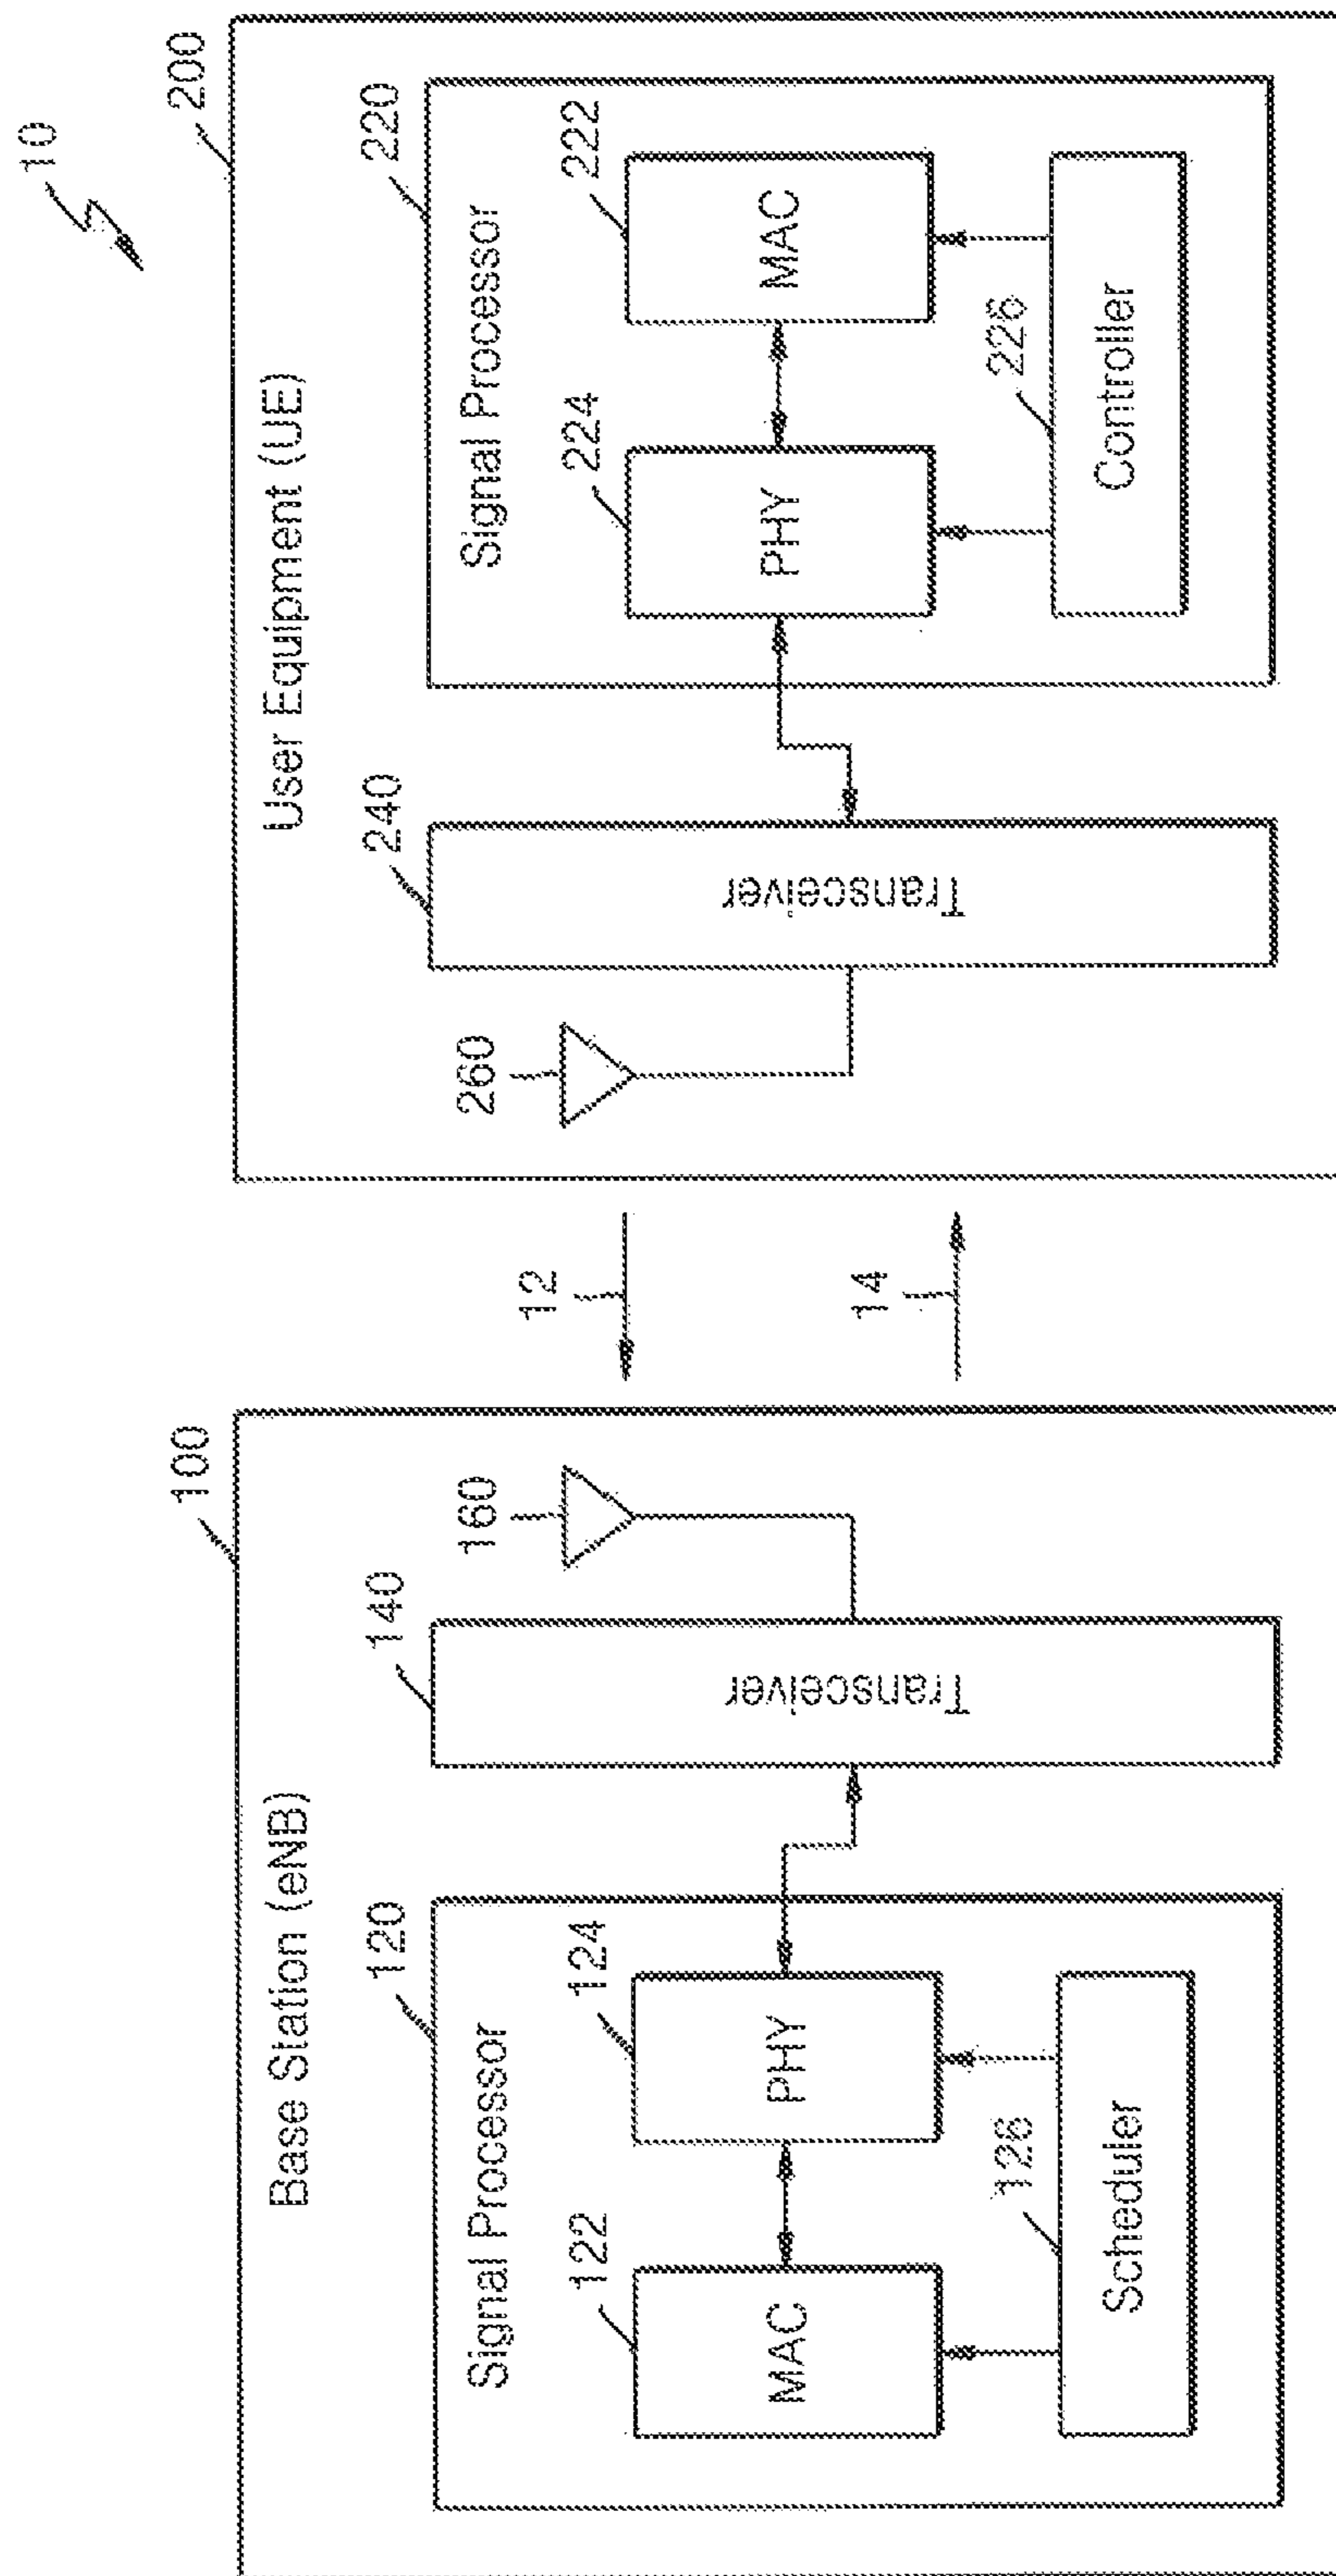 10
Base Station (eNB)
100
120
Signal Processor
122
MAC
124
PHY
126
Scheduler
140
Transceiver
160
12
14
User Equipment (UE)
200
260
240
Transceiver
220
Signal Processor
224
PHY
222
MAC
226
Controller